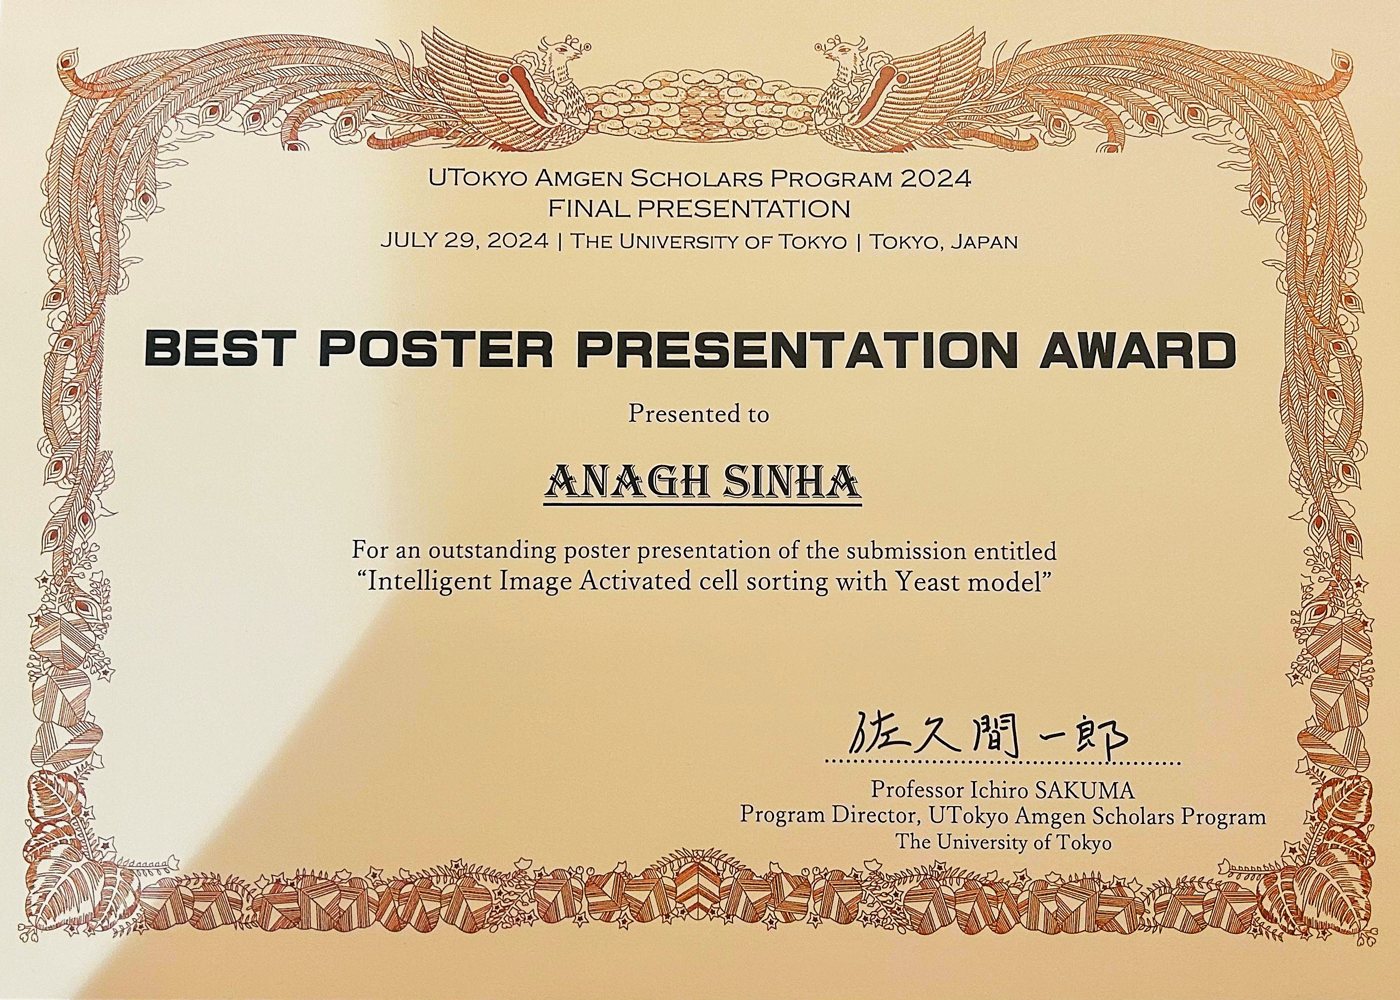 UTOKYO AMGEN SCHOLARS PROGRAM 2024
FINAL PRESENTATION
JULY 29, 2024 | THE UNIVERSITY OF TOKYO | TOKYO, JAPAN
BEST POSTER PRESENTATION AWARD
Presented to
ANAGH SINHA
For an outstanding poster presentation of the submission entitled
“Intelligent Image Activated cell sorting with Yeast model”
佐久間一郎
Professor Ichiro SAKUMA
Program Director, UTokyo Amgen Scholars Program
The University of Tokyo